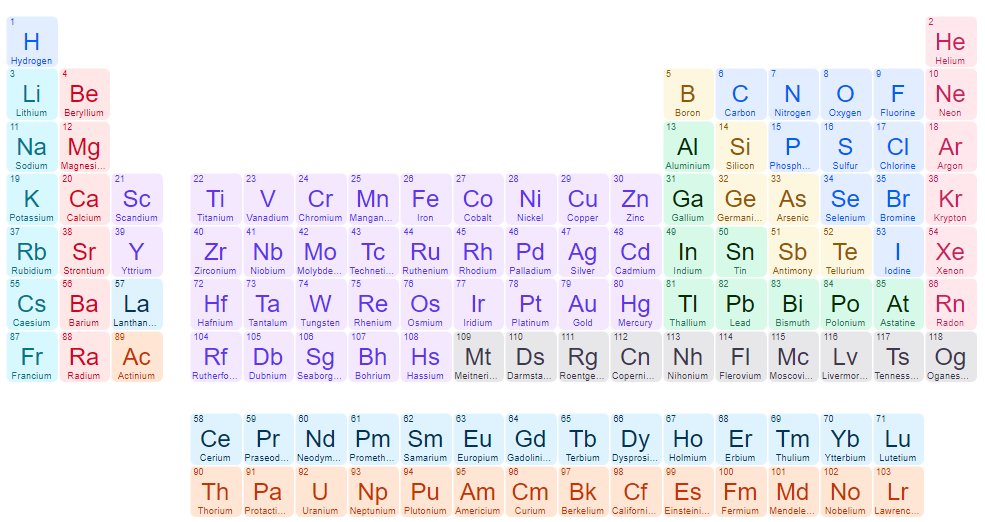 1 2
H He
Hydrogen Helium
3 4 5 6 7 8 9 10
Li Be B C N O F Ne
Lithium Beryllium Boron Carbon Nitrogen Oxygen Fluorine Neon
11 12 13 14 15 16 17 18
Na Mg Al Si P S Cl Ar
Sodium Magnesi... Aluminium Silicon Phosph... Sulfur Chlorine Argon
19 20 21 22 23 24 25 26 27 28 29 30 31 32 33 34 35 36
K Ca Sc Ti V Cr Mn Fe Co Ni Cu Zn Ga Ge As Se Br Kr
Potassium Calcium Scandium Titanium Vanadium Chromium Mangan... Iron Cobalt Nickel Copper Zinc Gallium Germani... Arsenic Selenium Bromine Krypton
37 38 39 40 41 42 43 44 45 46 47 48 49 50 51 52 53 54
Rb Sr Y Zr Nb Mo Tc Ru Rh Pd Ag Cd In Sn Sb Te I Xe
Rubidium Strontium Yttrium Zirconium Niobium Molybde... Techneti... Ruthenium Rhodium Palladium Silver Cadmium Indium Tin Antimony Tellurium Iodine Xenon
55 56 57 72 73 74 75 76 77 78 79 80 81 82 83 84 85 86
Cs Ba La Hf Ta W Re Os Ir Pt Au Hg Tl Pb Bi Po At Rn
Caesium Barium Lanthan... Hafnium Tantalum Tungsten Rhenium Osmium Iridium Platinum Gold Mercury Thallium Lead Bismuth Polonium Astatine Radon
87 88 89 104 105 106 107 108 109 110 111 112 113 114 115 116 117 118
Fr Ra Ac Rf Db Sg Bh Hs Mt Ds Rg Cn Nh Fl Mc Lv Ts Og
Francium Radium Actinium Rutherfo... Dubnium Seaborg... Bohrium Hassium Meitneri... Darmsta... Roentge... Coperni... Nihonium Flerovium Moscovi... Livermor... Tenness... Oganes...
58 59 60 61 62 63 64 65 66 67 68 69 70 71
Ce Pr Nd Pm Sm Eu Gd Tb Dy Ho Er Tm Yb Lu
Cerium Praseod... Neodym... Prometh... Samarium Europium Gadolini... Terbium Dysprosi... Holmium Erbium Thulium Ytterbium Lutetium
90 91 92 93 94 95 96 97 98 99 100 101 102 103
Th Pa U Np Pu Am Cm Bk Cf Es Fm Md No Lr
Thorium Protacti... Uranium Neptunium Plutonium Americium Curium Berkelium Californi... Einsteini... Fermium Mendele... Nobelium Lawrenc...